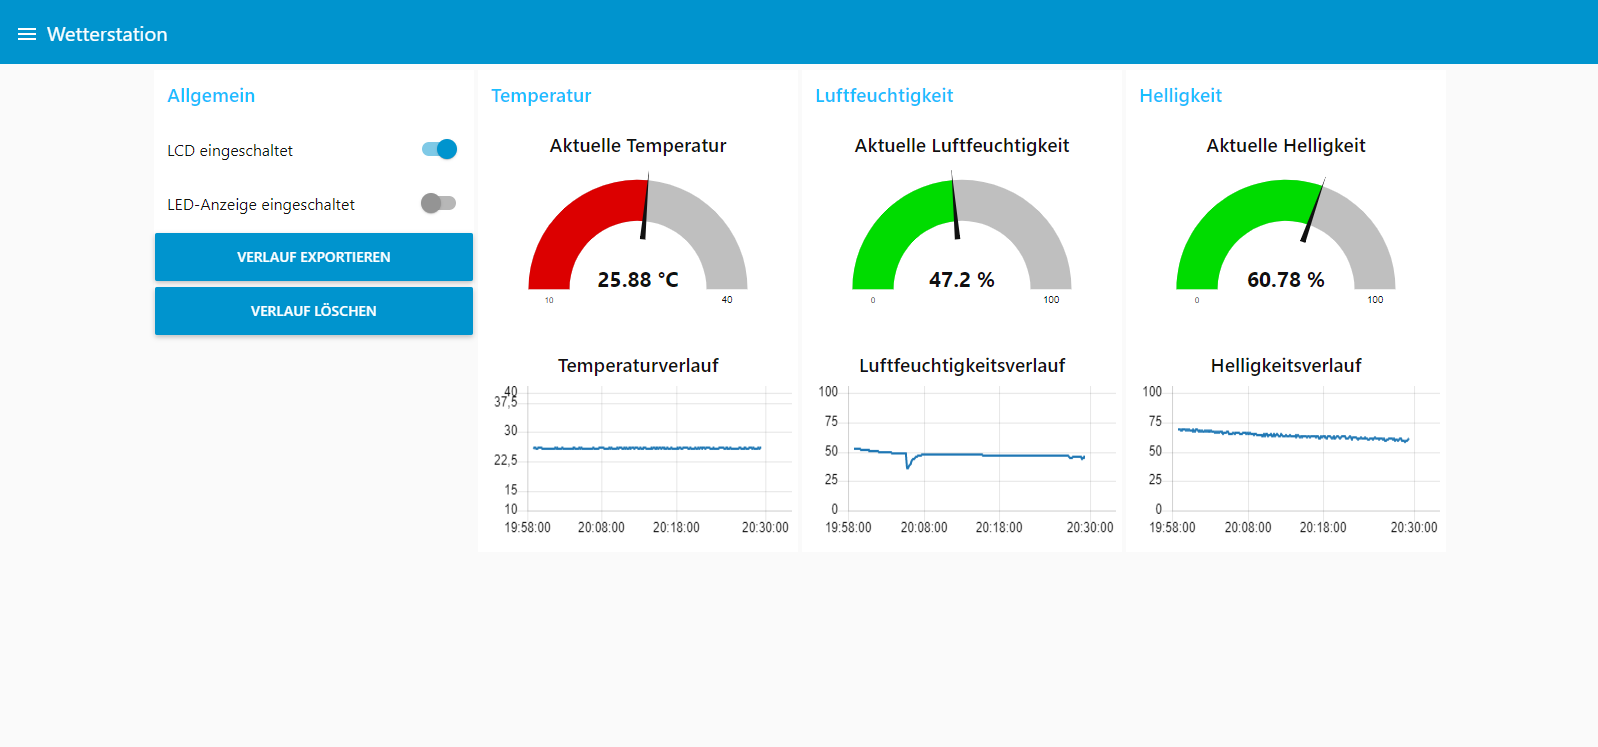 Wetterstation
Allgemein
LCD eingeschaltet
LED-Anzeige eingeschaltet
VERLAUF EXPORTIEREN
VERLAUF LÖSCHEN
Temperatur
Aktuelle Temperatur
25.88 °C
10 40
Temperaturverlauf
40
37,5
30
22,5
15
10
19:58:00 20:08:00 20:18:00 20:30:00
Luftfeuchtigkeit
Aktuelle Luftfeuchtigkeit
47.2 %
0 100
Luftfeuchtigkeitsverlauf
100
75
50
25
0
19:58:00 20:08:00 20:18:00 20:30:00
Helligkeit
Aktuelle Helligkeit
60.78 %
0 100
Helligkeitsverlauf
100
75
50
25
0
19:58:00 20:08:00 20:18:00 20:30:00